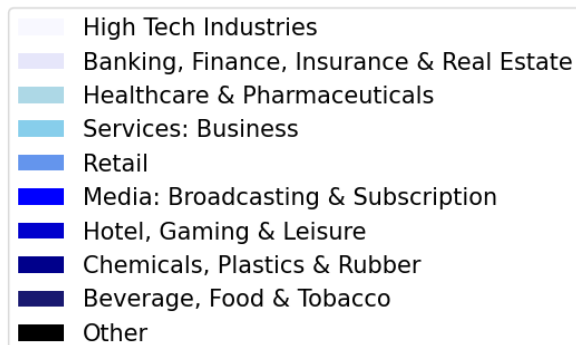 High Tech Industries
Banking, Finance, Insurance & Real Estate
Healthcare & Pharmaceuticals
Services: Business
Retail
Media: Broadcasting & Subscription
Hotel, Gaming & Leisure
Chemicals, Plastics & Rubber
Beverage, Food & Tobacco
Other